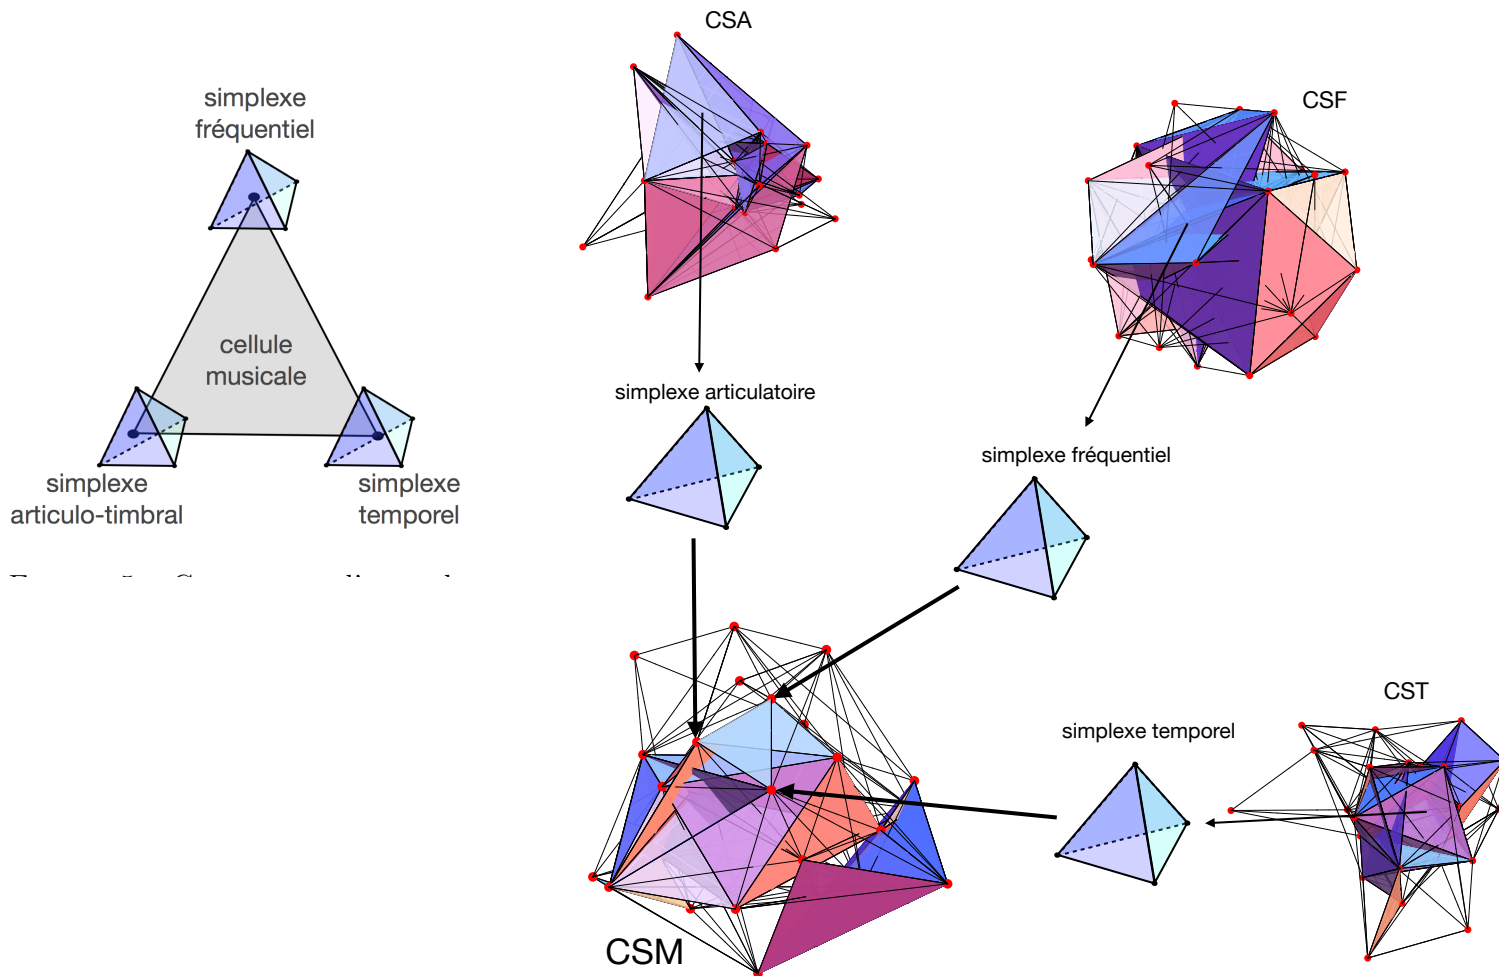 simplexe
fréquentiel
cellule
musicale
simplexe
articulo-timbral
simplexe
temporel
CSA
CSF
simplexe articulatoire
simplexe fréquentiel
simplexe temporel
CST
CSM